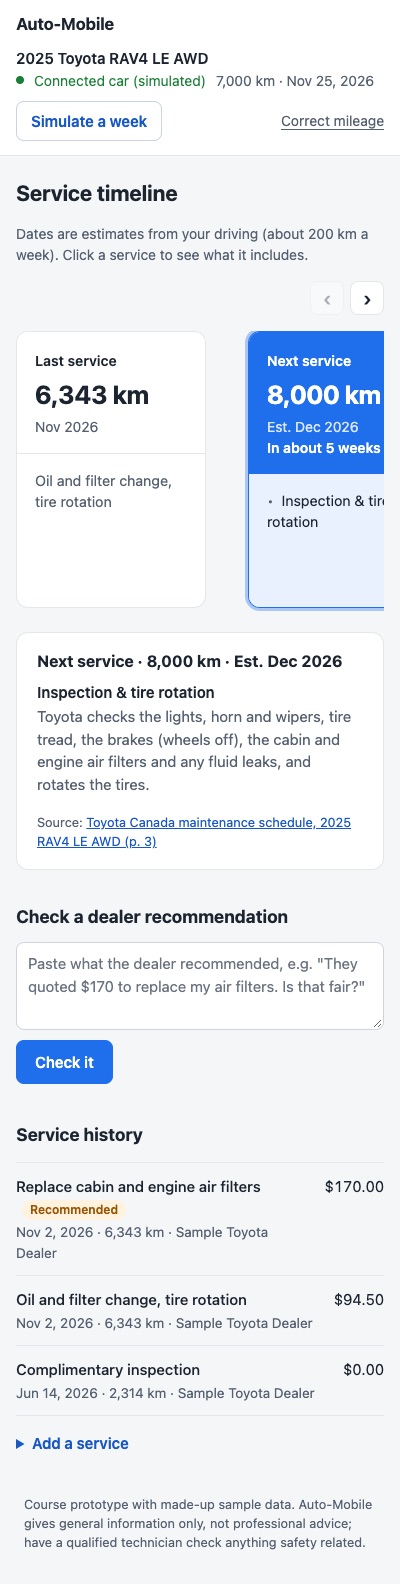 Auto-Mobile
2025 Toyota RAV4 LE AWD
Connected car (simulated) 7,000 km · Nov 25, 2026
Simulate a week
Correct mileage
Service timeline
Dates are estimates from your driving (about 200 km a
week). Click a service to see what it includes.
‹ ›
Last service
6,343 km
Nov 2026
Oil and filter change,
tire rotation
Next service
8,000 km
Est. Dec 2026
In about 5 weeks
• Inspection & tire
rotation
Next service · 8,000 km · Est. Dec 2026
Inspection & tire rotation
Toyota checks the lights, horn and wipers, tire
tread, the brakes (wheels off), the cabin and
engine air filters and any fluid leaks, and
rotates the tires.
Source: Toyota Canada maintenance schedule, 2025
RAV4 LE AWD (p. 3)
Check a dealer recommendation
Paste what the dealer recommended, e.g. "They
quoted $170 to replace my air filters. Is that fair?"
Check it
Service history
Replace cabin and engine air filters $170.00
Recommended
Nov 2, 2026 · 6,343 km · Sample Toyota
Dealer
Oil and filter change, tire rotation $94.50
Nov 2, 2026 · 6,343 km · Sample Toyota Dealer
Complimentary inspection $0.00
Jun 14, 2026 · 2,314 km · Sample Toyota Dealer
Add a service
Course prototype with made-up sample data. Auto-Mobile
gives general information only, not professional advice;
have a qualified technician check anything safety related.